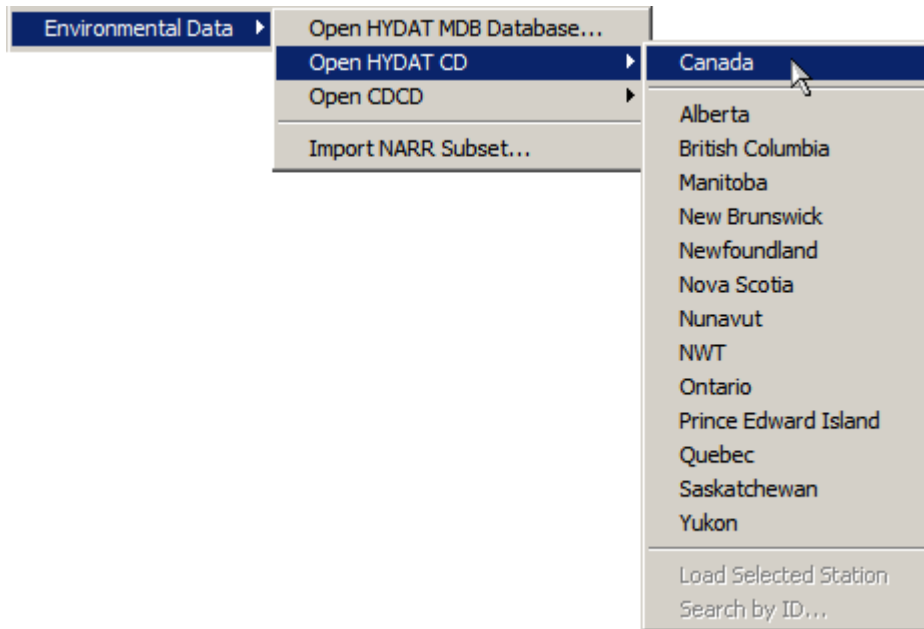 Environmental Data
Open HYDAT MDB Database...
Open HYDAT CD
Open CDCD
Import NARR Subset...
Canada
Alberta
British Columbia
Manitoba
New Brunswick
Newfoundland
Nova Scotia
Nunavut
NWT
Ontario
Prince Edward Island
Quebec
Saskatchewan
Yukon
Load Selected Station
Search by ID...